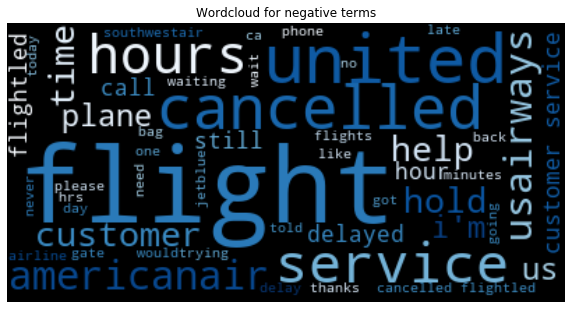 Wordcloud for negative terms
southwestair
ca
phone
late
hours
united
time
today
flightled
call
waiting
wait
no
usairways
customer service
cancelled
plane
bag
still
flights
help
back
one
like
jetblue
flight
never
please
hrs
day
need
hour
minutes
got
hold
i'm
going
customer
told
delayed
airline
gate
wouldtrying
service
us
americanair
delay
thanks
cancelled flightled